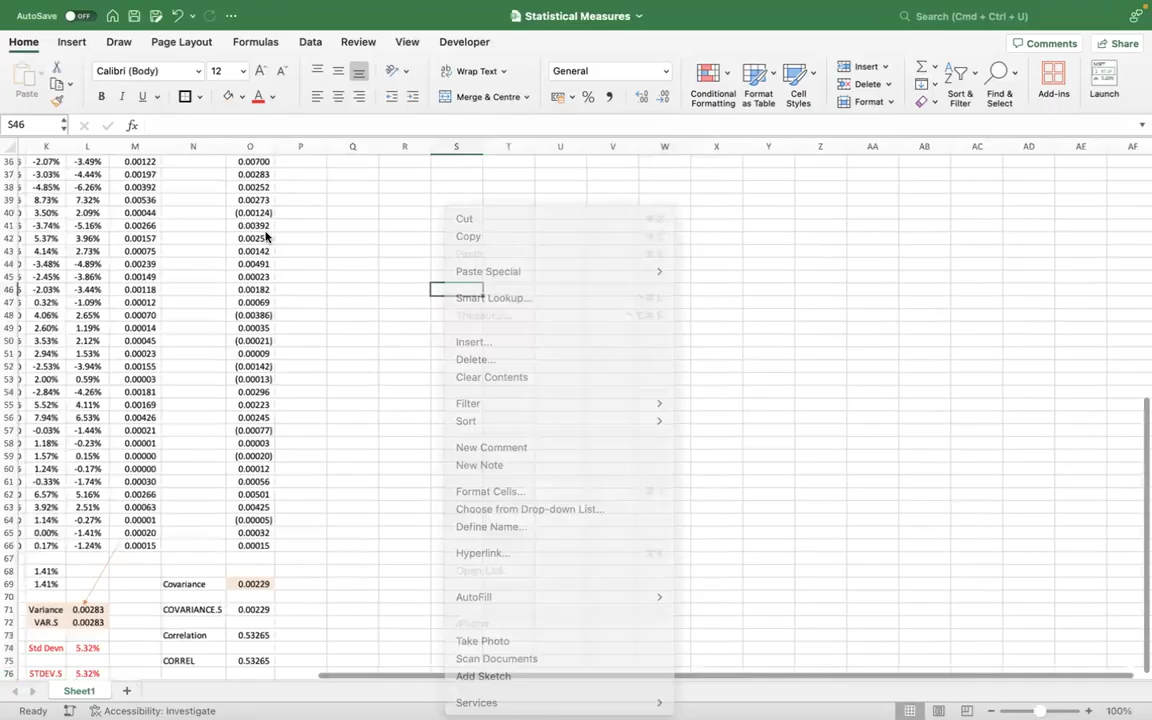 AutoSave OFF Statistical Measures Search (Cmd + Ctrl + U)
Home Insert Draw Page Layout Formulas Data Review View Developer Comments Share
Paste Calibri (Body) 12 A A Wrap Text General Insert Delete Format
B I U A Merge & Centre % Conditional Formatting Format as Table Cell Styles Sort & Filter Find & Select Add-ins Launch
S46 fx
K L M N O P Q R S T U V W X Y Z AA AB AC AD AE AF
36 -2.07% -3.49% 0.00122 0.00700
37 -3.03% -4.44% 0.00197 0.00283
38 -4.85% -6.26% 0.00392 0.00252
39 8.73% 7.32% 0.00536 0.00273
40 3.50% 2.09% 0.00044 (0.00124)
41 -3.74% -5.16% 0.00266 0.00392
42 5.37% 3.96% 0.00157
43 4.14% 2.73% 0.00075 0.00142
44 -3.48% -4.89% 0.00239 0.00491
45 -2.45% -3.86% 0.00149 0.00023
46 -2.03% -3.44% 0.00118 0.00182
47 0.32% -1.09% 0.00012 0.00069
48 4.06% 2.65% 0.00070 (0.00386)
49 2.60% 1.19% 0.00014 0.00035
50 3.53% 2.12% 0.00045 (0.00021)
51 2.94% 1.53% 0.00023 0.00009
52 -2.53% -3.94% 0.00155 (0.00142)
53 2.00% 0.59% 0.00003 (0.00013)
54 -2.84% -4.26% 0.00181 0.00296
55 5.52% 4.11% 0.00169 0.00223
56 7.94% 6.53% 0.00426 0.00245
57 -0.03% -1.44% 0.00021 (0.00077)
58 1.18% -0.23% 0.00001 0.00003
59 1.57% 0.15% 0.00000 (0.00020)
60 1.24% -0.17% 0.00000 0.00012
61 -0.33% -1.74% 0.00030 0.00056
62 6.57% 5.16% 0.00266 0.00501
63 3.92% 2.51% 0.00063 0.00425
64 1.14% -0.27% 0.00001 (0.00005)
65 0.00% -1.41% 0.00020 0.00032
66 0.17% -1.24% 0.00015 0.00015
67
68 1.41%
69 1.41% Covariance 0.00229
70
71 Variance 0.00283 COVARIANCE.S 0.00229
72 VAR.S 0.00283
73 Correlation 0.53265
74 Std Devn 5.32%
75 CORREL 0.53265
76 STDEV.S 5.32%
Cut
Copy
Paste
Paste Special
Smart Lookup...
Thesaurus...
Insert...
Delete...
Clear Contents
Filter
Sort
New Comment
New Note
Format Cells...
Choose from Drop-down List...
Define Name...
Hyperlink...
Open Link
AutoFill
iPhone
Take Photo
Scan Documents
Add Sketch
Services
Sheet1
Ready Accessibility: Investigate 100%